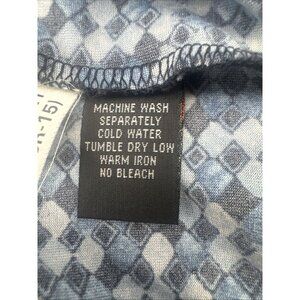 MACHINE WASH
SEPARATELY
COLD WATER
TUMBLE DRY LOW
WARM IRON
NO BLEACH